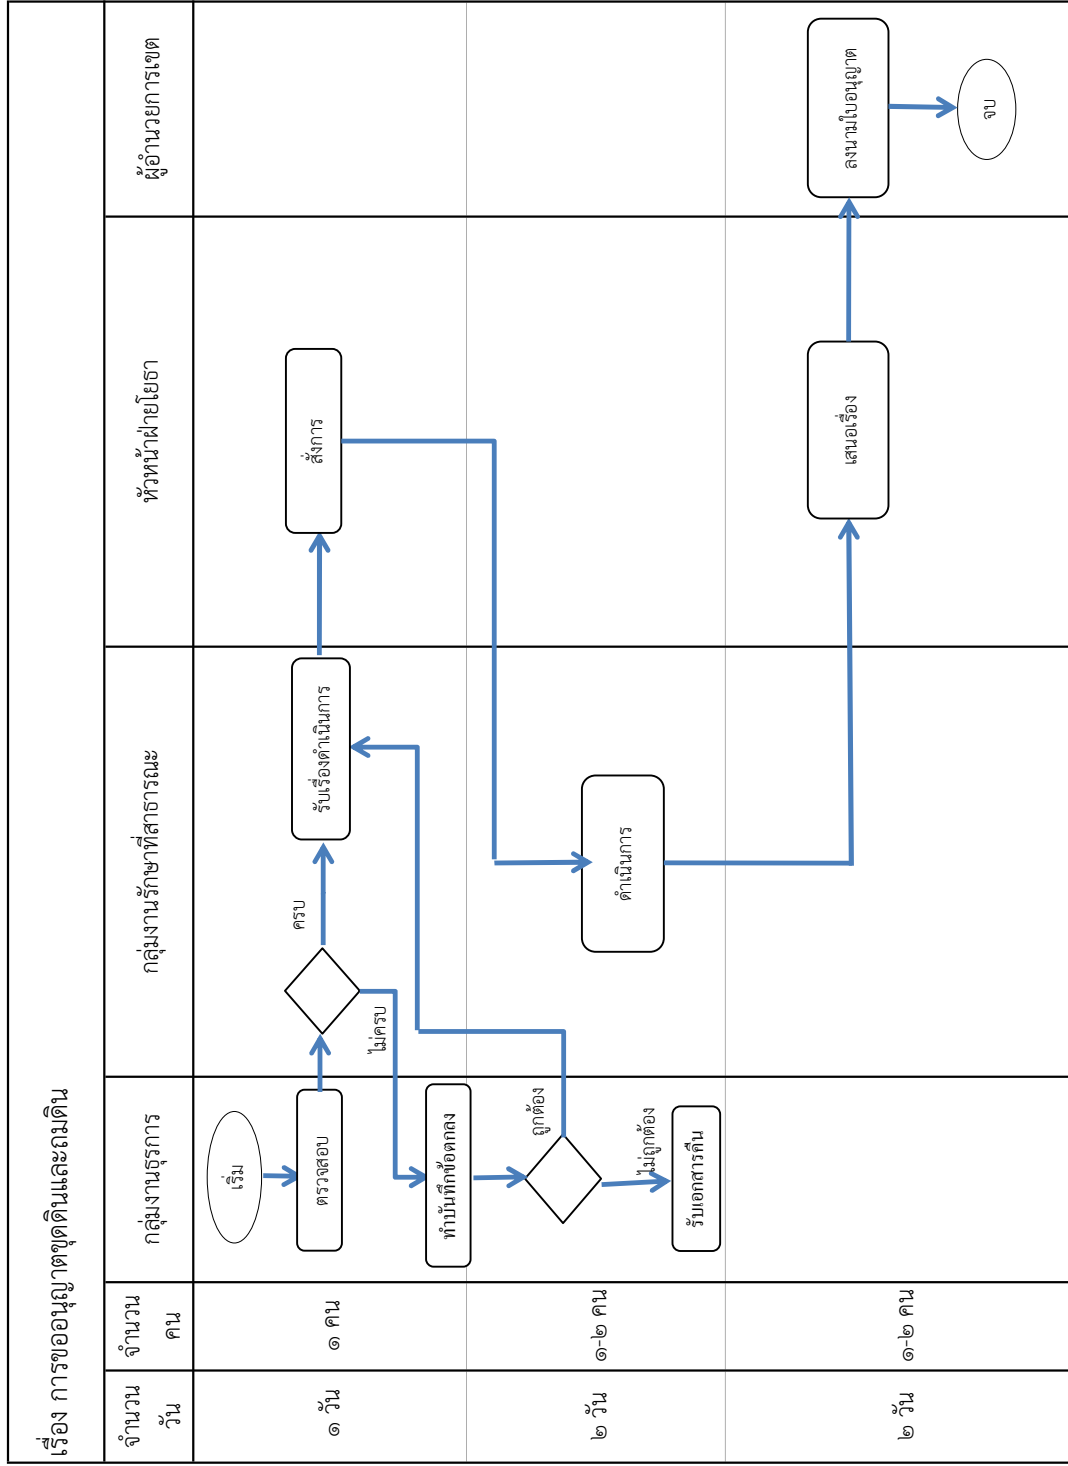 เรื่อง การขออนุญาตขุดดินและถมดิน
จำนวน
วัน
จำนวน
คน
กลุ่มงานธุรการ
กลุ่มงานรักษาที่สาธารณะ
หัวหน้าฝ่ายโยธา
ผู้อำนวยการเขต
๑ วัน
๑ คน
เริ่ม
ตรวจสอบ
ครบ
ไม่ครบ
รับเรื่องดำเนินการ
สั่งการ
ทำบันทึกข้อตกลง
๒ วัน
๑-๒ คน
ถูกต้อง
ไม่ถูกต้อง
รับเอกสารคืน
ดำเนินการ
๒ วัน
๑-๒ คน
เสนอเรื่อง
ลงนามใบอนุญาต
จบ